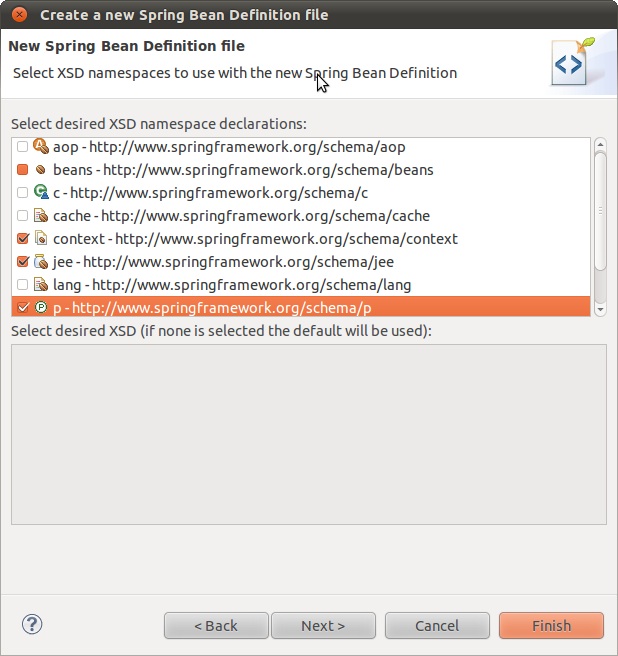 Create a new Spring Bean Definition file
New Spring Bean Definition file
Select XSD namespaces to use with the new Spring Bean Definition
Select desired XSD namespace declarations:
aop - http://www.springframework.org/schema/aop
beans - http://www.springframework.org/schema/beans
c - http://www.springframework.org/schema/c
cache - http://www.springframework.org/schema/cache
context - http://www.springframework.org/schema/context
jee - http://www.springframework.org/schema/jee
lang - http://www.springframework.org/schema/lang
p - http://www.springframework.org/schema/p
Select desired XSD (if none is selected the default will be used):
< Back Next > Cancel Finish